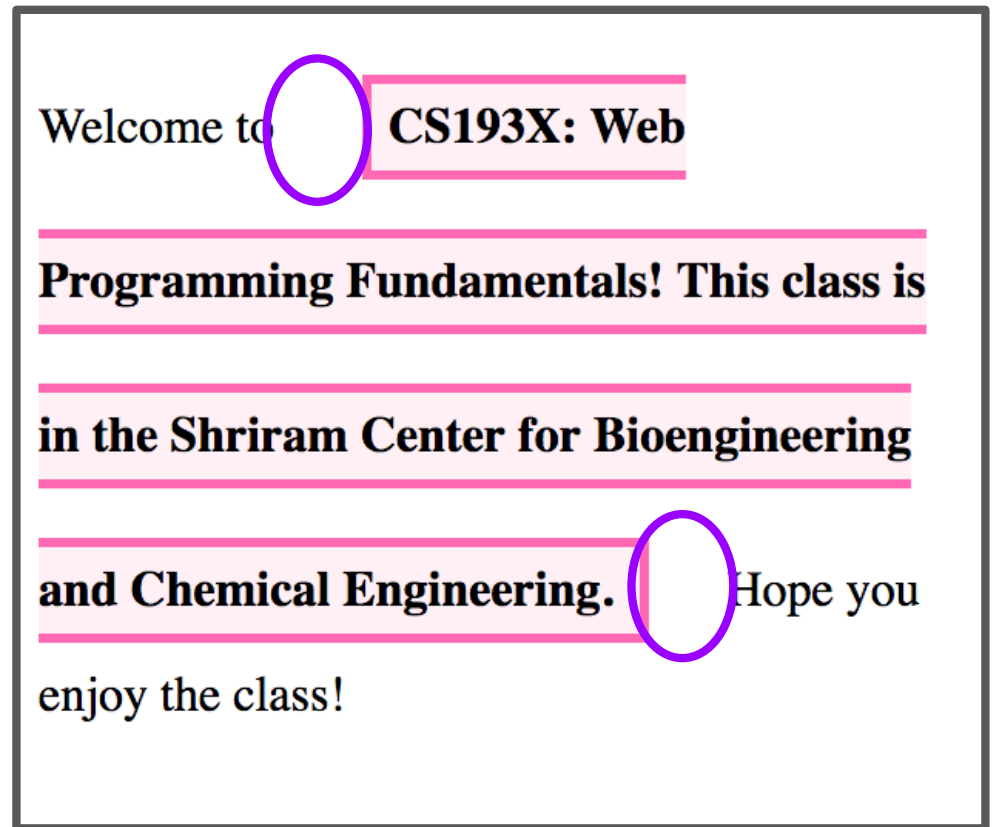 Welcome to CS193X: Web
Programming Fundamentals! This class is
in the Shriram Center for Bioengineering
and Chemical Engineering. Hope you
enjoy the class!